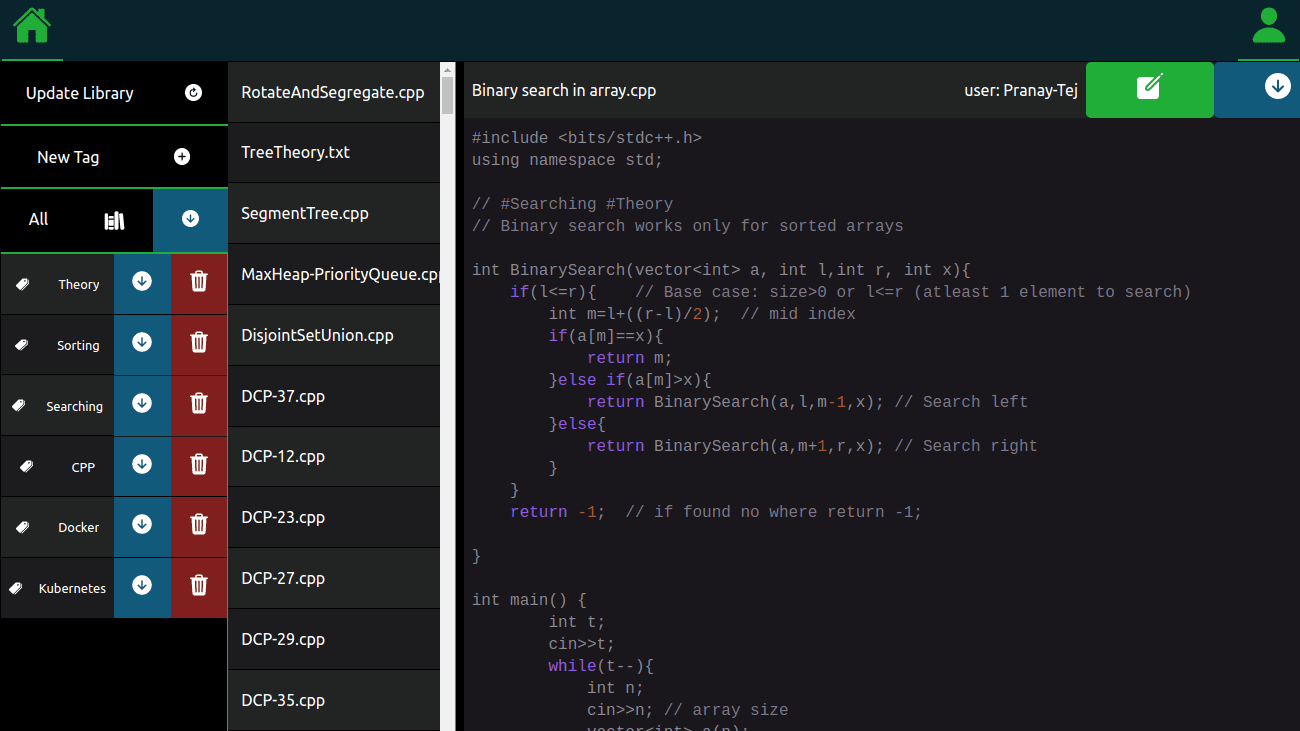 Update Library
New Tag
All
Theory
Sorting
Searching
CPP
Docker
Kubernetes
RotateAndSegregate.cpp
TreeTheory.txt
SegmentTree.cpp
MaxHeap-PriorityQueue.cpp
DisjointSetUnion.cpp
DCP-37.cpp
DCP-12.cpp
DCP-23.cpp
DCP-27.cpp
DCP-29.cpp
DCP-35.cpp
Binary search in array.cpp user: Pranay-Tej
#include <bits/stdc++.h>
using namespace std;
// #Searching #Theory
// Binary search works only for sorted arrays
int BinarySearch(vector<int> a, int l,int r, int x){
    if(l<=r){    // Base case: size>0 or l<=r (atleast 1 element to search)
        int m=l+((r-l)/2);  // mid index
        if(a[m]==x){
            return m;
        }else if(a[m]>x){
            return BinarySearch(a,l,m-1,x); // Search left
        }else{
            return BinarySearch(a,m+1,r,x); // Search right
        }
    }
    return -1;  // if found no where return -1;
}
int main() {
        int t;
        cin>>t;
        while(t--){
            int n;
            cin>>n; // array size
            vector<int> a(n);